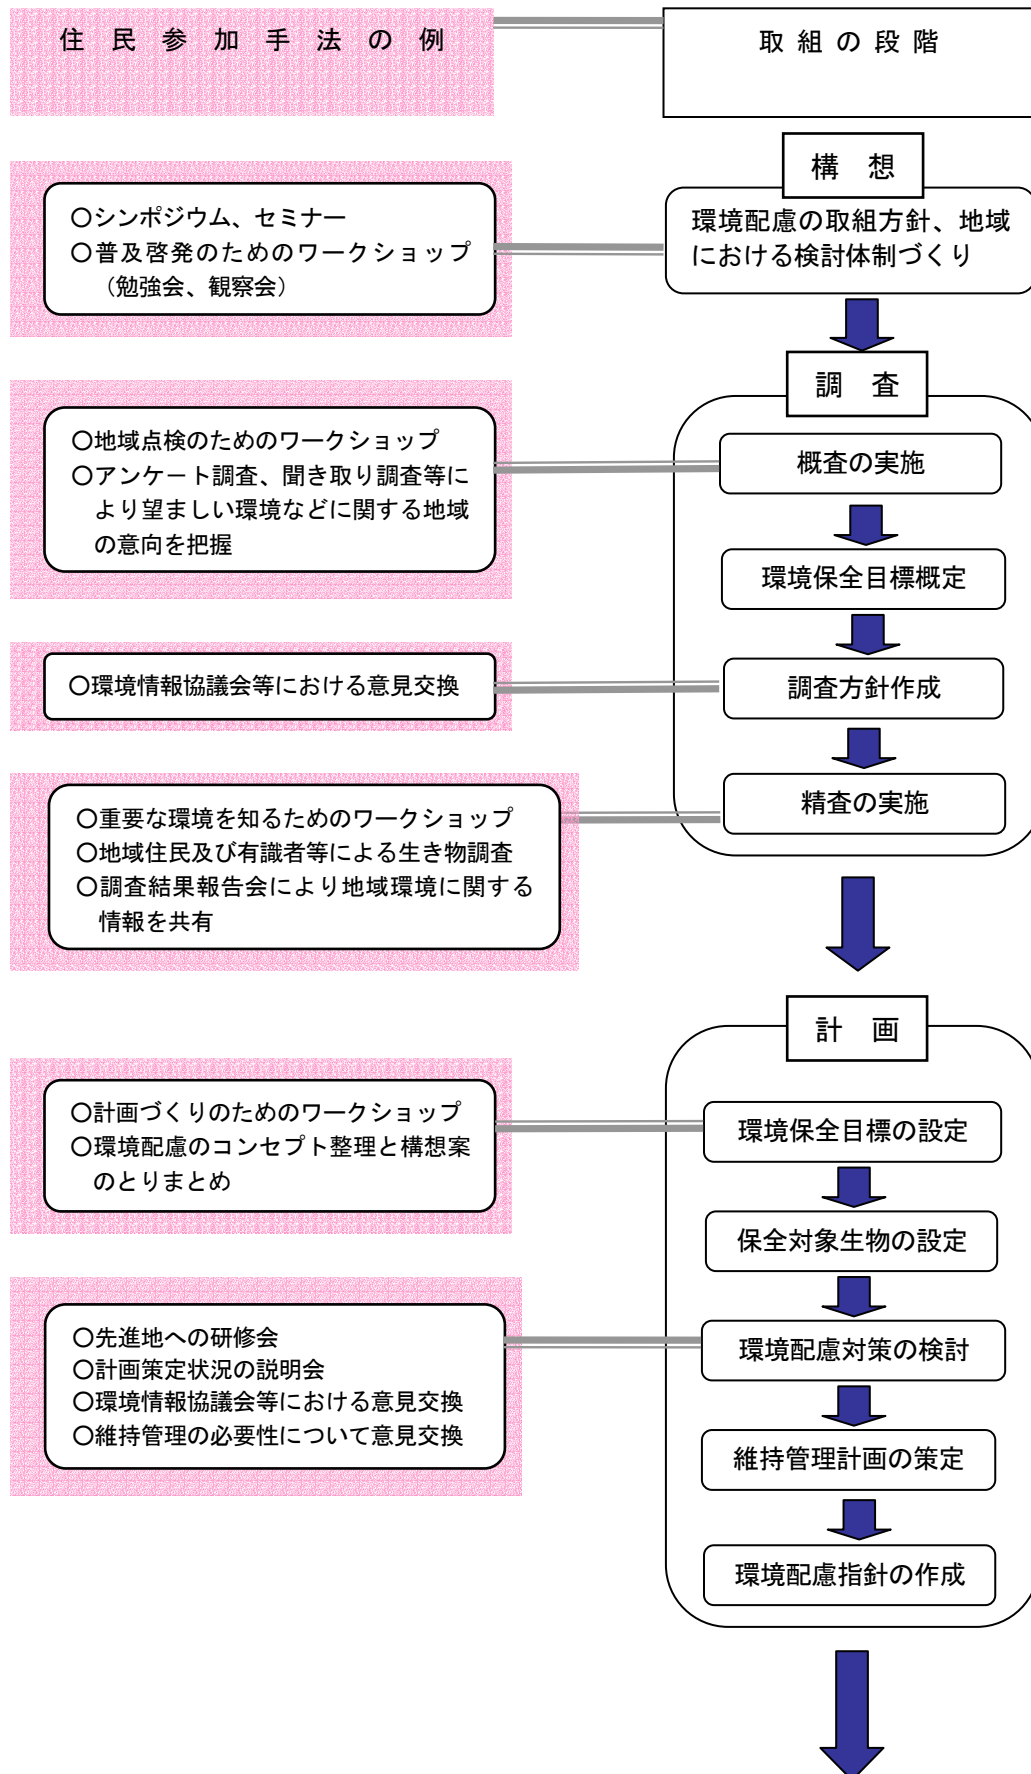 住民参加手法の例
取組の段階
構想
環境配慮の取組方針、地域
における検討体制づくり
〇シンポジウム、セミナー
〇普及啓発のためのワークショップ
（勉強会、観察会）
調査
概査の実施
〇地域点検のためのワークショップ
〇アンケート調査、聞き取り調査等に
より望ましい環境などに関する地域
の意向を把握
環境保全目標概定
調査方針作成
〇環境情報協議会等における意見交換
精査の実施
〇重要な環境を知るためのワークショップ
〇地域住民及び有識者等による生き物調査
〇調査結果報告会により地域環境に関する
情報を共有
計画
環境保全目標の設定
〇計画づくりのためのワークショップ
〇環境配慮のコンセプト整理と構想案
のとりまとめ
保全対象生物の設定
環境配慮対策の検討
〇先進地への研修会
〇計画策定状況の説明会
〇環境情報協議会等における意見交換
〇維持管理の必要性について意見交換
維持管理計画の策定
環境配慮指針の作成